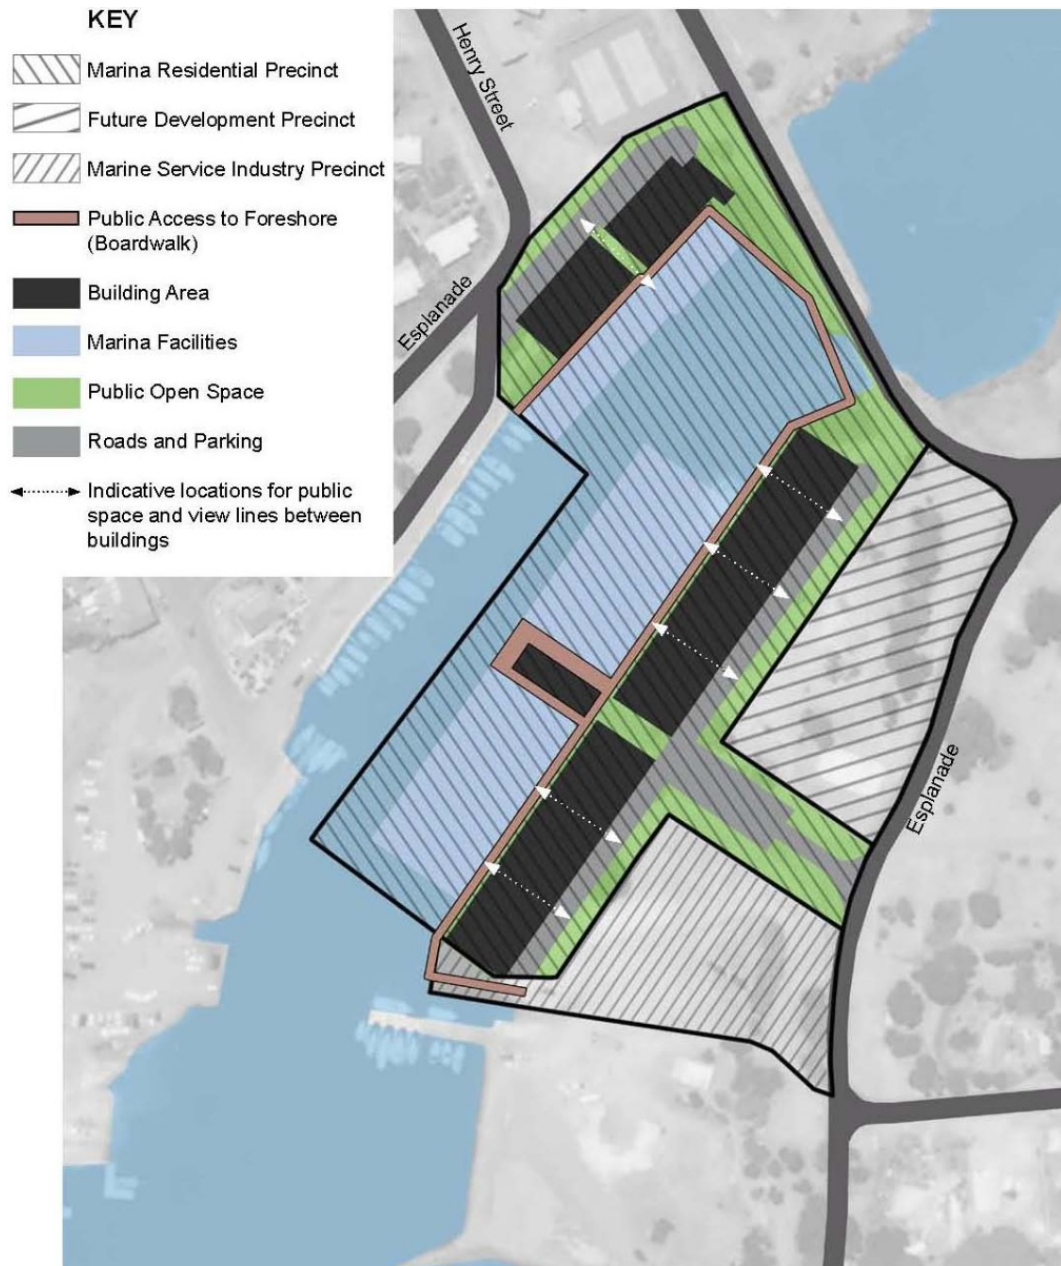 KEY
Marina Residential Precinct
Future Development Precinct
Marine Service Industry Precinct
Public Access to Foreshore
(Boardwalk)
Building Area
Marina Facilities
Public Open Space
Roads and Parking
Indicative locations for public
space and view lines between
buildings
Henry Street
Esplanade
Esplanade